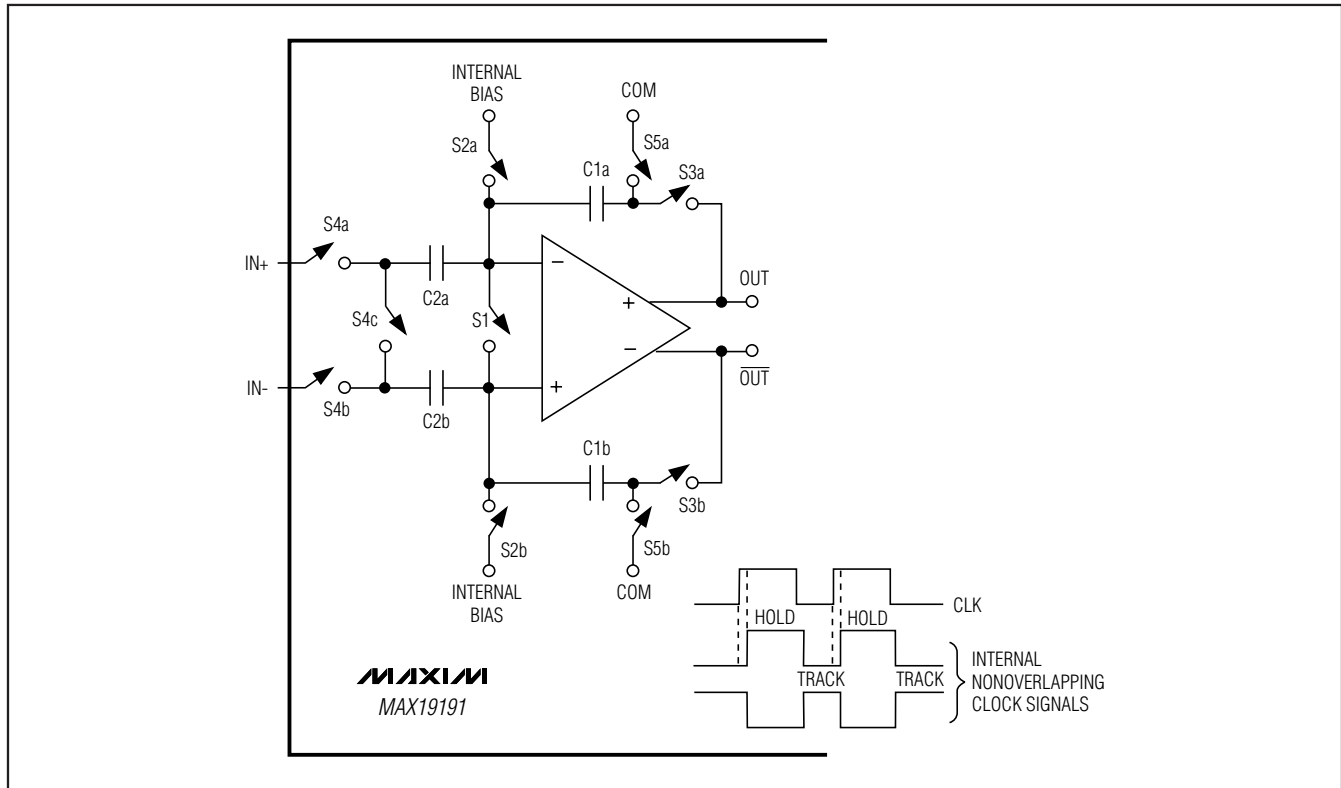 INTERNAL
BIAS
COM
S2a
S5a
C1a
S3a
S4a
IN+
−
C2a
+
OUT
S4c
S1
−
OUT
IN-
+
S4b
C2b
C1b
S3b
S2b
S5b
INTERNAL
BIAS
COM
CLK
HOLD
HOLD
TRACK
TRACK
INTERNAL
NONOVERLAPPING
CLOCK SIGNALS
MAXIM
MAX19191